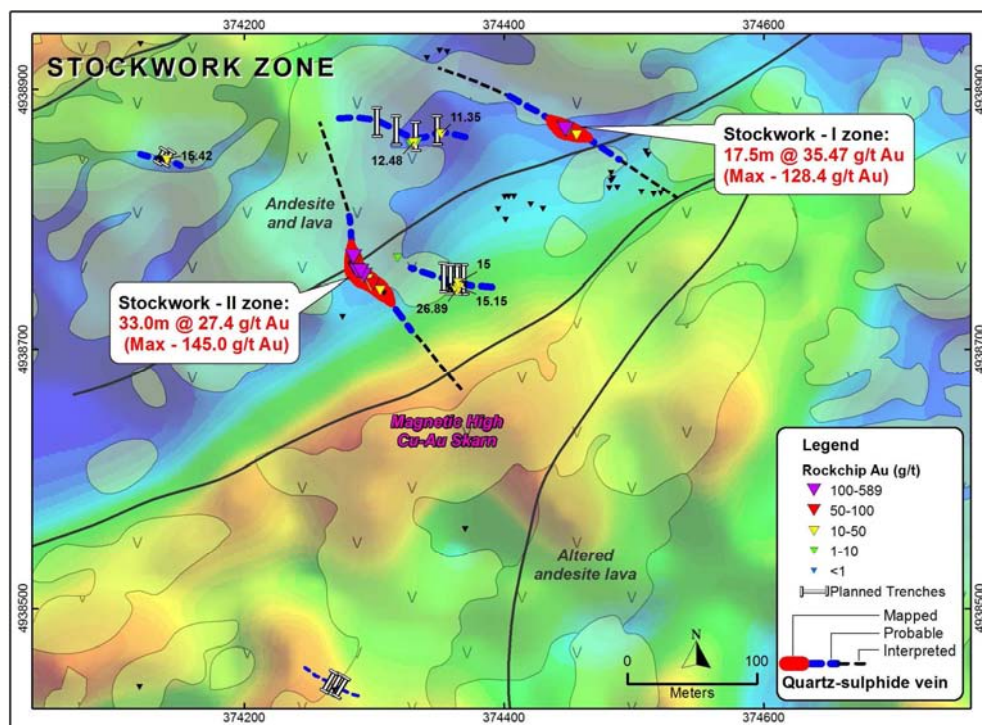 374200 374400 374600
STOCKWORK ZONE
4938900
4938900
11.35
12.48
15.42
Stockwork - I zone:
17.5m @ 35.47 g/t Au
(Max - 128.4 g/t Au)
Andesite
and lava
15
26.89
15.15
Stockwork - II zone:
33.0m @ 27.4 g/t Au
(Max - 145.0 g/t Au)
4938700
4938700
Magnetic High
Cu-Au Skarn
Altered
andesite lava
4938500
4938500
N
0 100
Meters
Legend
Rockchip Au (g/t)
100-589
50-100
10-50
1-10
<1
Planned Trenches
Mapped
Probable
Interpreted
Quartz-sulphide vein
374200 374400 374600